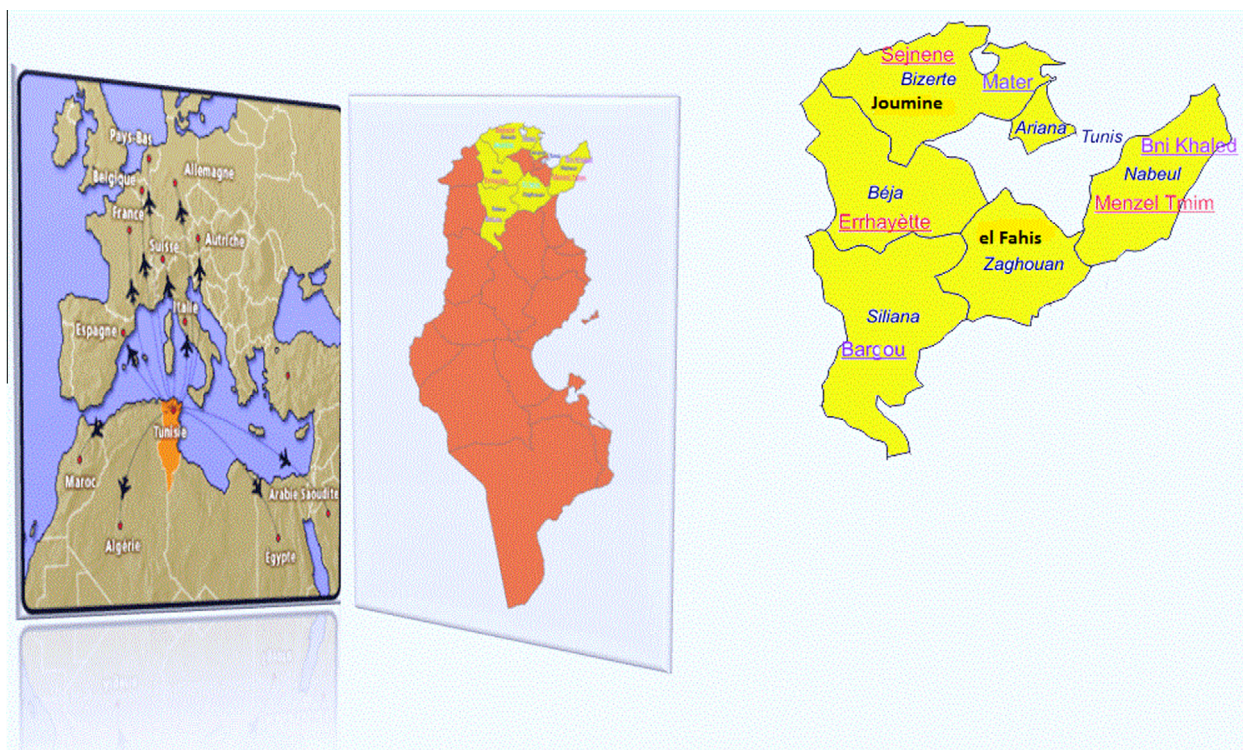 Pays-Bas
Allemagne
Belgique
France
Suisse
Autriche
Italie
Espagne
Tunisie
Maroc
Arabie Saoudite
Algérie
Egypte
Sejnene
Bizerte
Mater
Joumine
Ariana
Tunis
Bni Khaled
Nabeul
Béja
Menzel Tmim
Errhayètte
el Fahis
Zaghouan
Siliana
Bargou